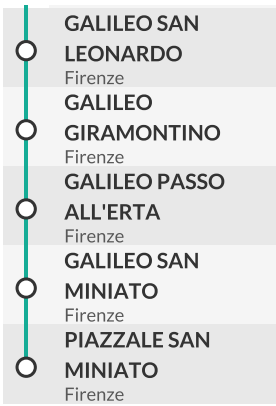 GALILEO SAN
LEONARDO
Firenze
GALILEO
GIRAMONTINO
Firenze
GALILEO PASSO
ALL'ERTA
Firenze
GALILEO SAN
MINIATO
Firenze
PIAZZALE SAN
MINIATO
Firenze